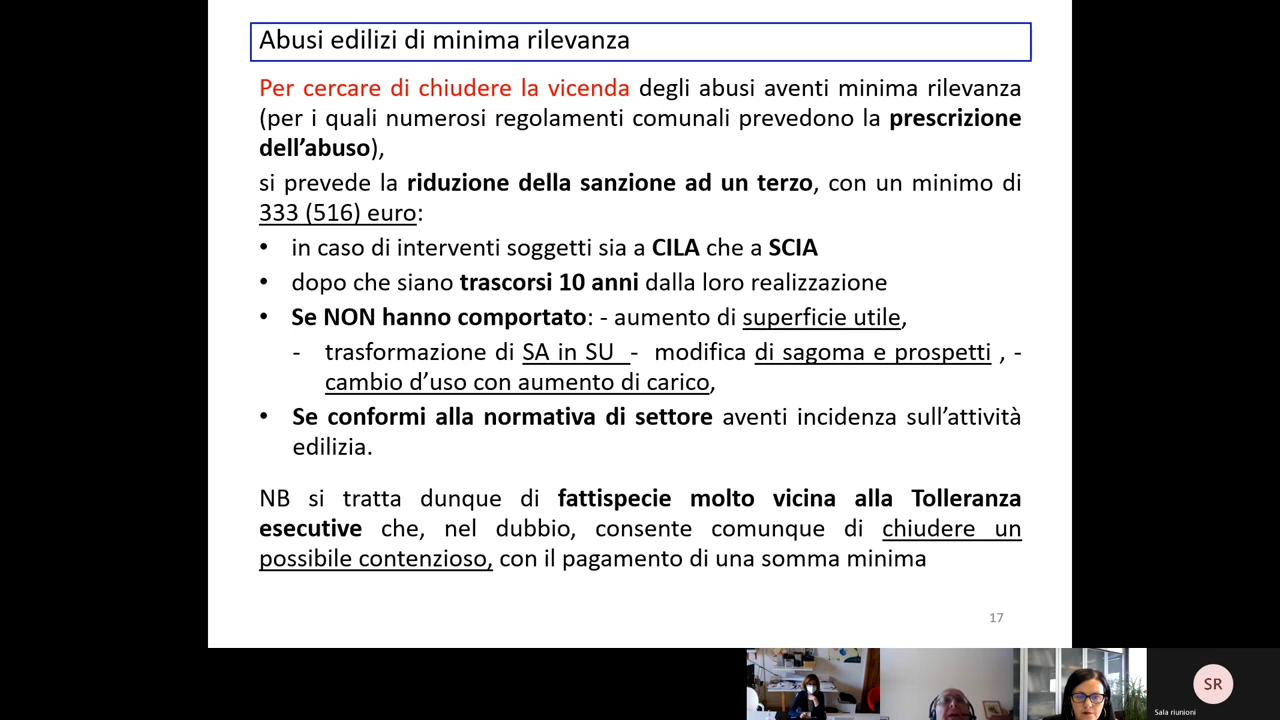 Abusi edilizi di minima rilevanza
Per cercare di chiudere la vicenda degli abusi aventi minima rilevanza
(per i quali numerosi regolamenti comunali prevedono la prescrizione
dell'abuso),
si prevede la riduzione della sanzione ad un terzo, con un minimo di
333 (516) euro:
• in caso di interventi soggetti sia a CILA che a SCIA
• dopo che siano trascorsi 10 anni dalla loro realizzazione
• Se NON hanno comportato: - aumento di superficie utile,
- trasformazione di SA in SU - modifica di sagoma e prospetti , -
cambio d'uso con aumento di carico,
• Se conformi alla normativa di settore aventi incidenza sull'attività
edilizia.
NB si tratta dunque di fattispecie molto vicina alla Tolleranza
esecutive che, nel dubbio, consente comunque di chiudere un
possibile contenzioso, con il pagamento di una somma minima
17
SR
Sala riunioni